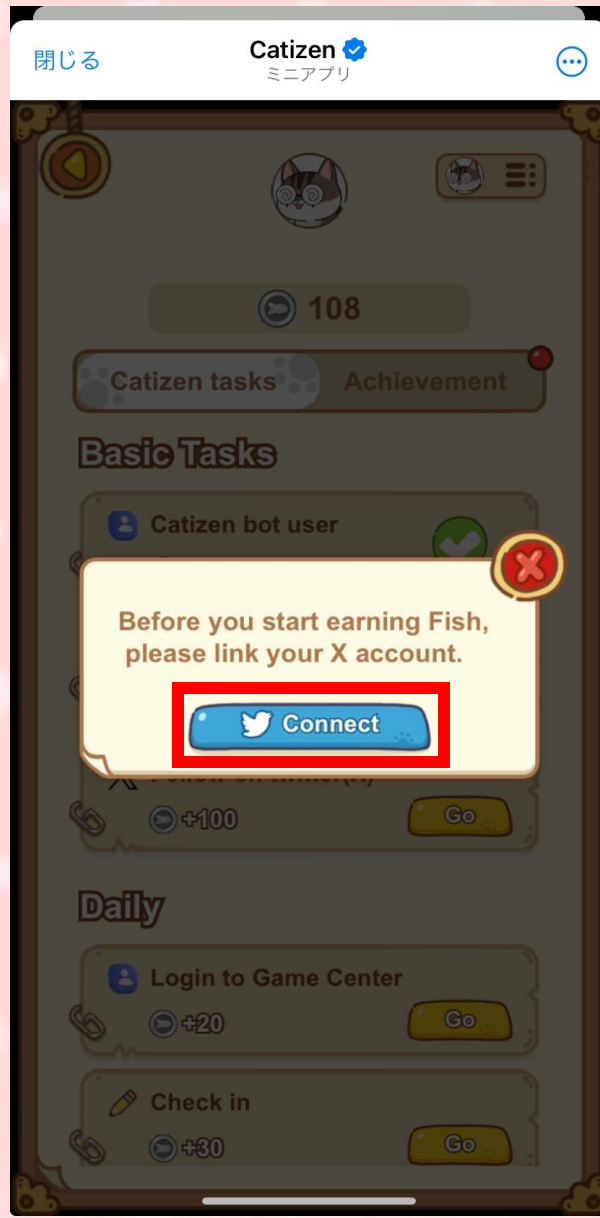 閉じる
Catizen
ミニアプリ
108
Catizen tasks
Achievement
Basic Tasks
Catizen bot user
Before you start earning Fish,
please link your X account.
Connect
+100
Go
Daily
Login to Game Center
+20
Go
Check in
+30
Go